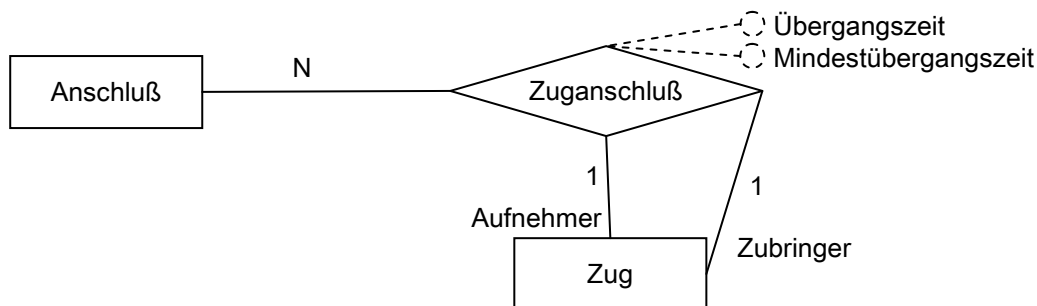 Übergangszeit
Mindestübergangszeit
N
Anschluß
Zuganschluß
1
1
Aufnehmer
Zubringer
Zug